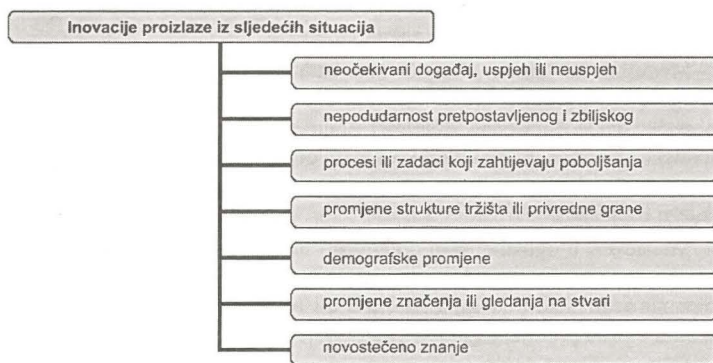 Inovacije proizlaze iz sljedećih situacija
neočekivani događaj, uspjeh ili neuspjeh
nepodudarnost pretpostavljenog i zbiljskog
procesi ili zadaci koji zahtijevaju poboljšanja
promjene strukture tržišta ili privredne grane
demografske promjene
promjene značenja ili gledanja na stvari
novostečeno znanje